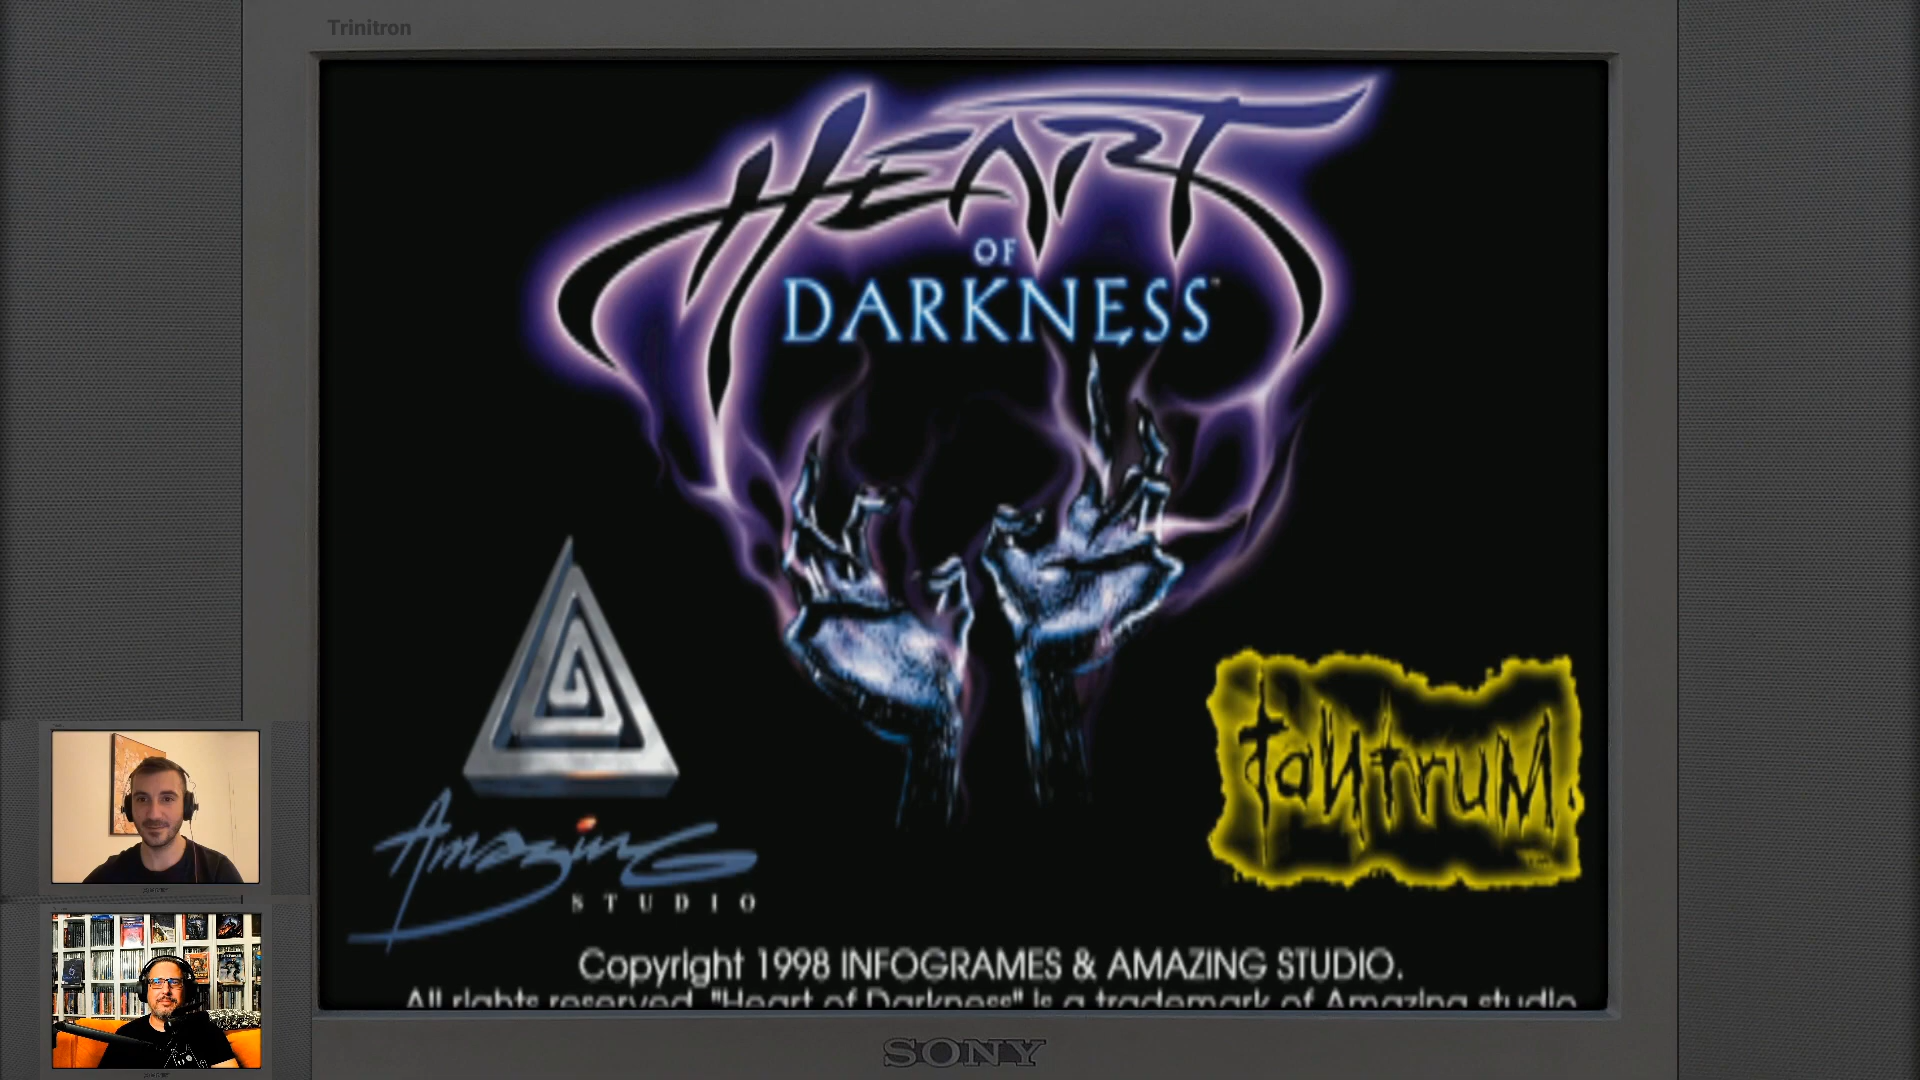 Trinitron
HEART
OF
DARKNESS
tantrum
Amazing
STUDIO
Copyright 1998 INFOGRAMES & AMAZING STUDIO.
All rights reserved. "Heart of Darkness" is a trademark of Amazing studio
SONY